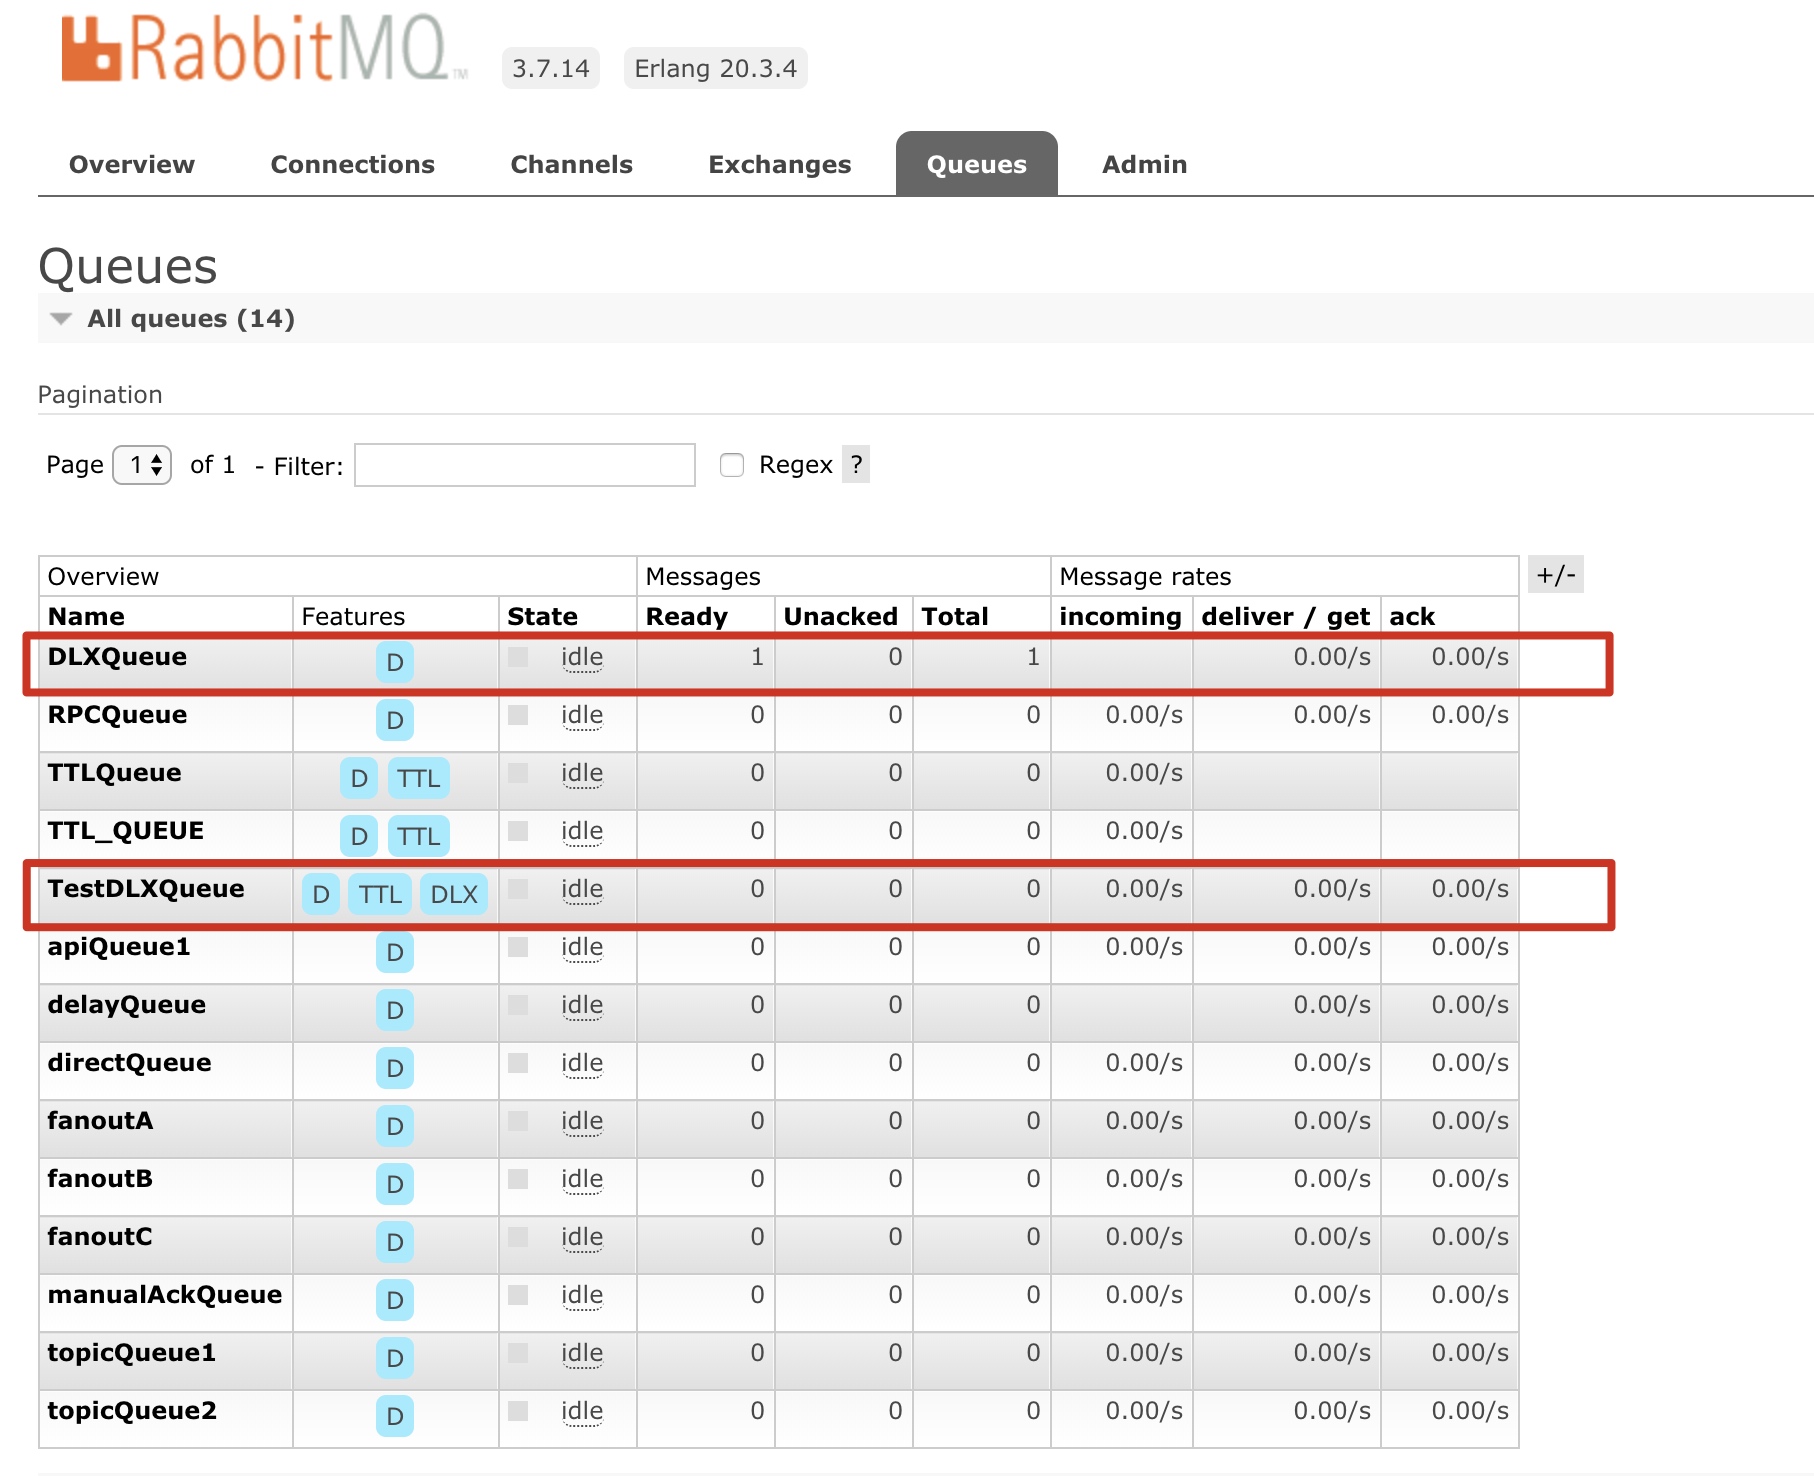 RabbitMQ™ 3.7.14 Erlang 20.3.4
Overview Connections Channels Exchanges Queues Admin
Queues
All queues (14)
Pagination
Page 1 of 1 - Filter: Regex ?
Overview Messages Message rates +/-
Name Features State Ready Unacked Total incoming deliver / get ack
DLXQueue D idle 1 0 1 0.00/s 0.00/s
RPCQueue D idle 0 0 0 0.00/s 0.00/s 0.00/s
TTLQueue D TTL idle 0 0 0 0.00/s
TTL_QUEUE D TTL idle 0 0 0 0.00/s
TestDLXQueue D TTL DLX idle 0 0 0 0.00/s 0.00/s 0.00/s
apiQueue1 D idle 0 0 0 0.00/s 0.00/s 0.00/s
delayQueue D idle 0 0 0 0.00/s 0.00/s
directQueue D idle 0 0 0 0.00/s 0.00/s 0.00/s
fanoutA D idle 0 0 0 0.00/s 0.00/s 0.00/s
fanoutB D idle 0 0 0 0.00/s 0.00/s 0.00/s
fanoutC D idle 0 0 0 0.00/s 0.00/s 0.00/s
manualAckQueue D idle 0 0 0 0.00/s 0.00/s 0.00/s
topicQueue1 D idle 0 0 0 0.00/s 0.00/s 0.00/s
topicQueue2 D idle 0 0 0 0.00/s 0.00/s 0.00/s